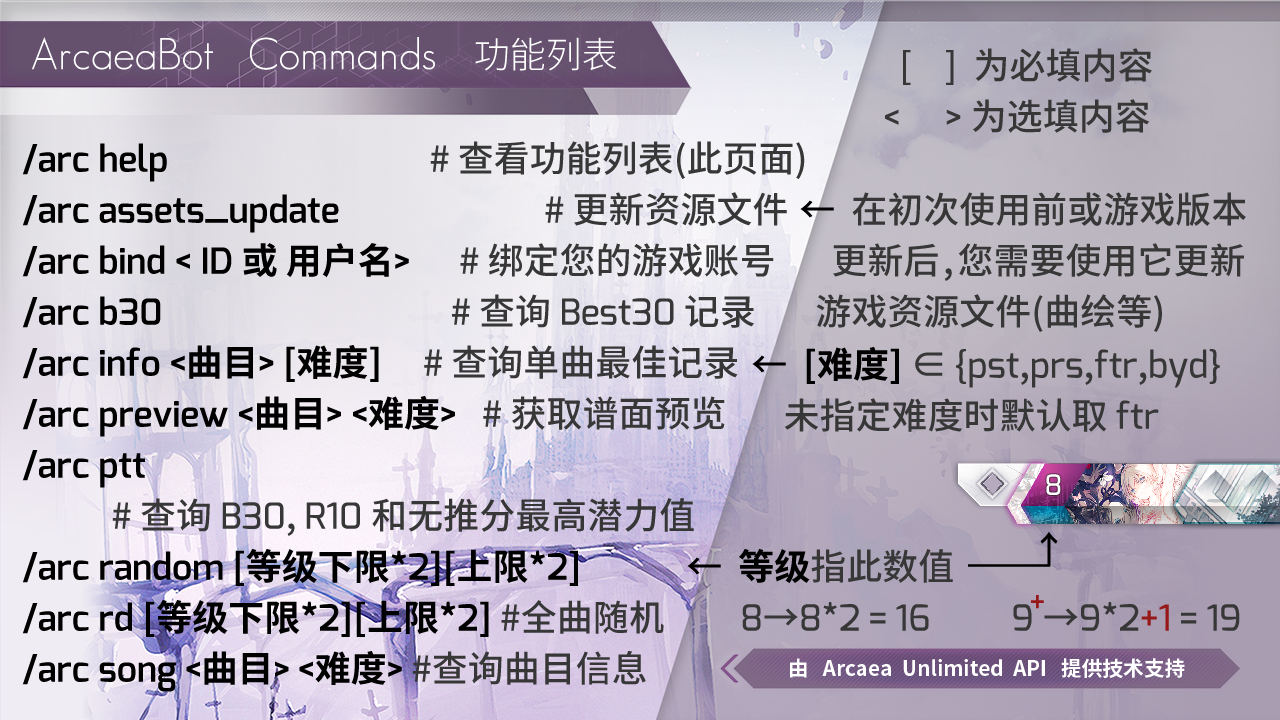 ArcaeaBot Commands 功能列表
[ ] 为必填内容
< > 为选填内容
/arc help # 查看功能列表(此页面)
/arc assets_update # 更新资源文件 ← 在初次使用前或游戏版本
更新后,您需要使用它更新
游戏资源文件(曲绘等)
/arc bind < ID 或 用户名> # 绑定您的游戏账号
/arc b30 # 查询 Best30 记录
/arc info <曲目> [难度] # 查询单曲最佳记录 ← [难度] ∈ {pst,prs,ftr,byd}
未指定难度时默认取 ftr
/arc preview <曲目> <难度> # 获取谱面预览
/arc ptt
# 查询 B30, R10 和无推分最高潜力值
8
/arc random [等级下限*2][上限*2] ← 等级指此数值
/arc rd [等级下限*2][上限*2] #全曲随机
8→8*2 = 16 9+→9*2+1 = 19
/arc song <曲目> <难度> #查询曲目信息
由 Arcaea Unlimited API 提供技术支持